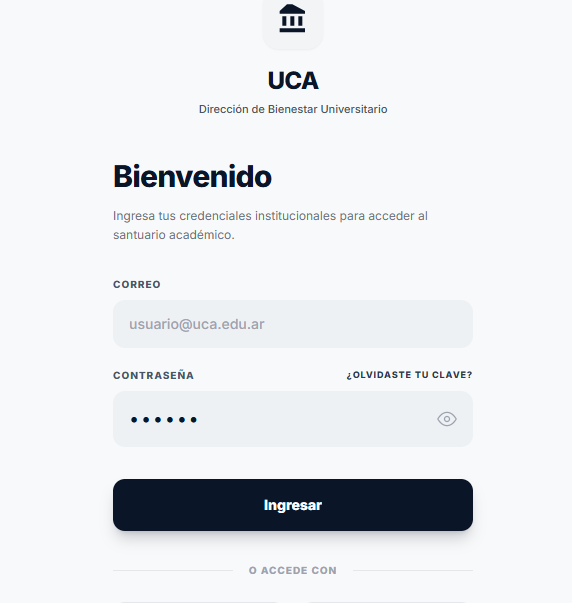 UCA
Dirección de Bienestar Universitario
Bienvenido
Ingresa tus credenciales institucionales para acceder al
santuario académico.
CORREO
usuario@uca.edu.ar
CONTRASEÑA ¿OLVIDASTE TU CLAVE?
••••••
Ingresar
O ACCEDE CON